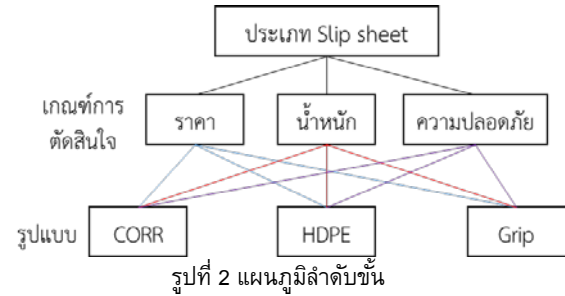 ประเภท Slip sheet
เกณฑ์การ
ตัดสินใจ
ราคา น้ำหนัก ความปลอดภัย
รูปแบบ CORR HDPE Grip
รูปที่ 2 แผนภูมิลำดับขั้น